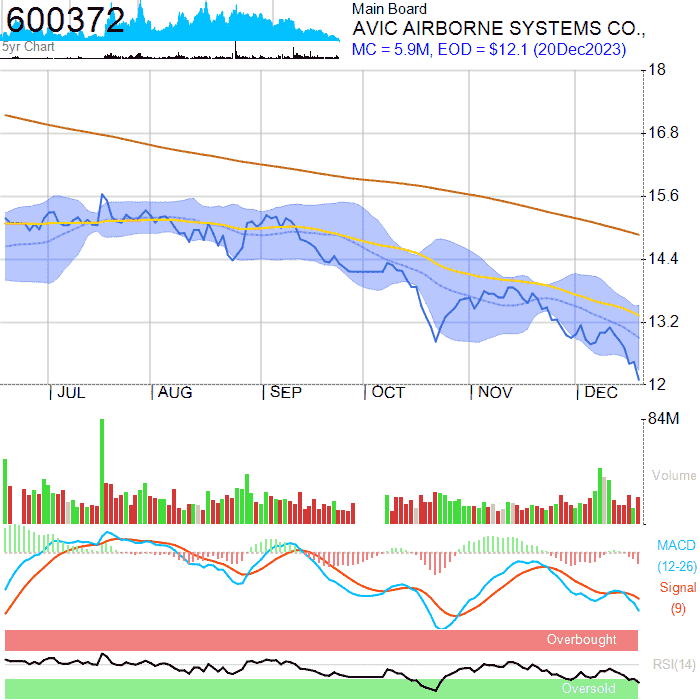 600372
5yr Chart
Main Board
AVIC AIRBORNE SYSTEMS CO.,
MC = 5.9M, EOD = $12.1 (20Dec2023)
18
16.8
15.6
14.4
13.2
12
JUL AUG SEP OCT NOV DEC
84M
Volume
MACD
(12-26)
Signal
(9)
Overbought
RSI(14)
Oversold